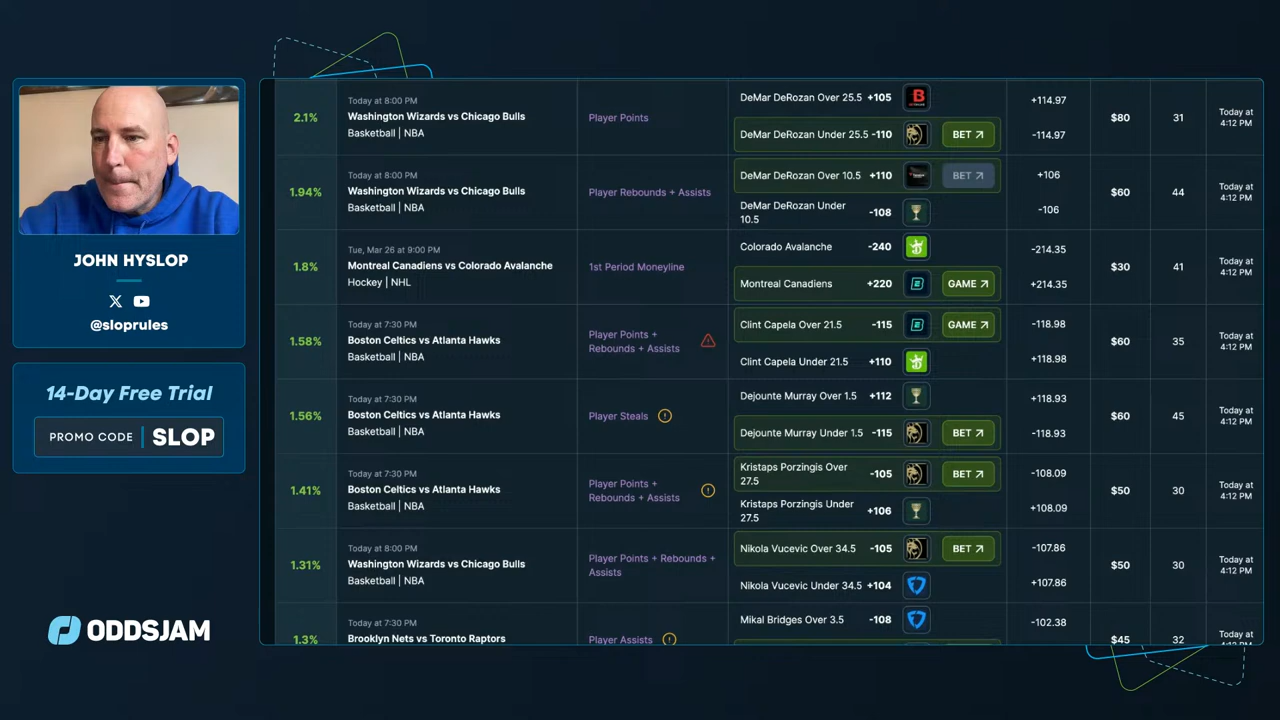 JOHN HYSLOP
@sloprules
14-Day Free Trial
PROMO CODE | SLOP
ODDSJAM
2.1%
Today at 8:00 PM
Washington Wizards vs Chicago Bulls
Basketball | NBA
Player Points
DeMar DeRozan Over 25.5 +105
B
DeMar DeRozan Under 25.5 -110
BET
+114.97
-114.97
$80
31
Today at
4:12 PM
1.94%
Today at 8:00 PM
Washington Wizards vs Chicago Bulls
Basketball | NBA
Player Rebounds + Assists
DeMar DeRozan Over 10.5 +110
BET
DeMar DeRozan Under
10.5
-108
+106
-106
$60
44
Today at
4:12 PM
1.8%
Tue, Mar 26 at 9:00 PM
Montreal Canadiens vs Colorado Avalanche
Hockey | NHL
1st Period Moneyline
Colorado Avalanche -240
Montreal Canadiens +220
GAME
-214.35
+214.35
$30
41
Today at
4:12 PM
1.58%
Today at 7:30 PM
Boston Celtics vs Atlanta Hawks
Basketball | NBA
Player Points +
Rebounds + Assists
Clint Capela Over 21.5 -115
GAME
Clint Capela Under 21.5 +110
-118.98
+118.98
$60
35
Today at
4:12 PM
1.56%
Today at 7:30 PM
Boston Celtics vs Atlanta Hawks
Basketball | NBA
Player Steals
Dejounte Murray Over 1.5 +112
Dejounte Murray Under 1.5 -115
BET
+118.93
-118.93
$60
45
Today at
4:12 PM
1.41%
Today at 7:30 PM
Boston Celtics vs Atlanta Hawks
Basketball | NBA
Player Points +
Rebounds + Assists
Kristaps Porzingis Over
27.5
-105
BET
Kristaps Porzingis Under
27.5
+106
-108.09
+108.09
$50
30
Today at
4:12 PM
1.31%
Today at 8:00 PM
Washington Wizards vs Chicago Bulls
Basketball | NBA
Player Points + Rebounds +
Assists
Nikola Vucevic Over 34.5 -105
BET
Nikola Vucevic Under 34.5 +104
-107.86
+107.86
$50
30
Today at
4:12 PM
1.3%
Today at 7:30 PM
Brooklyn Nets vs Toronto Raptors
Player Assists
Mikal Bridges Over 3.5 -108
-102.38
$45
32
Today at